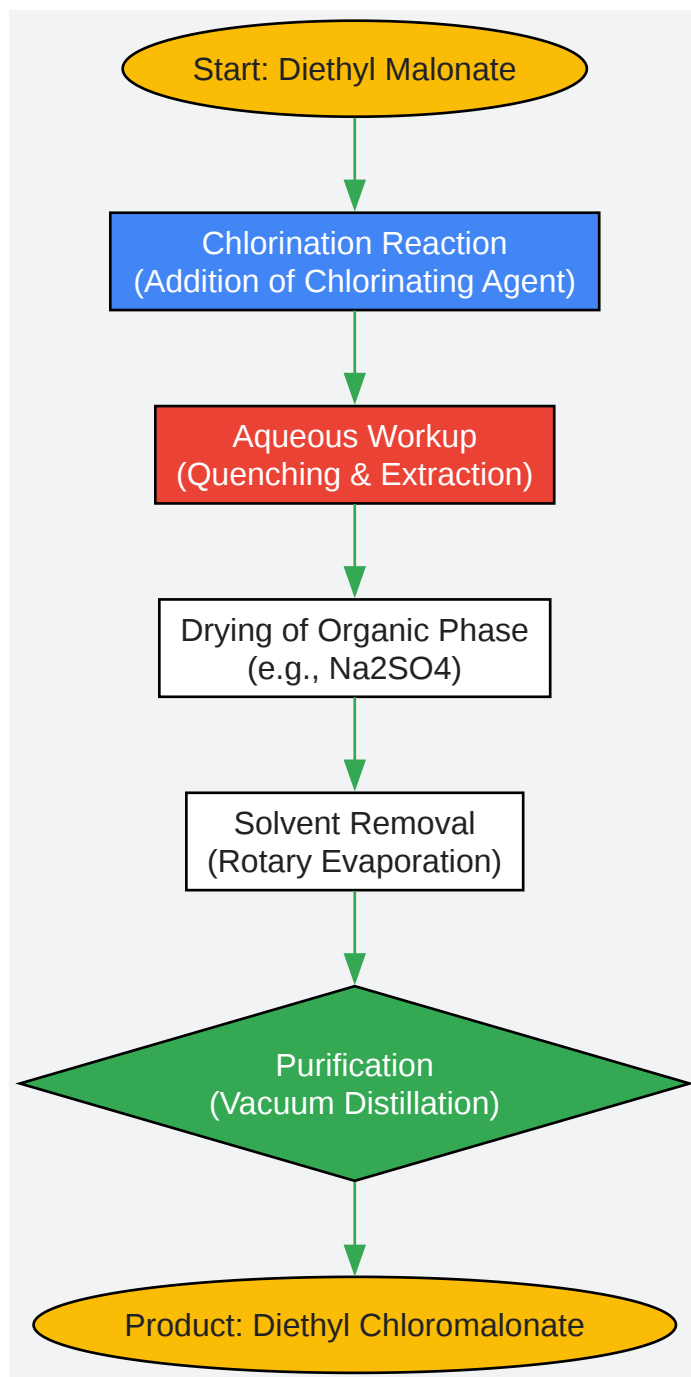 Start: Diethyl Malonate
Chlorination Reaction
(Addition of Chlorinating Agent)
Aqueous Workup
(Quenching & Extraction)
Drying of Organic Phase
(e.g., Na2SO4)
Solvent Removal
(Rotary Evaporation)
Purification
(Vacuum Distillation)
Product: Diethyl Chloromalonate